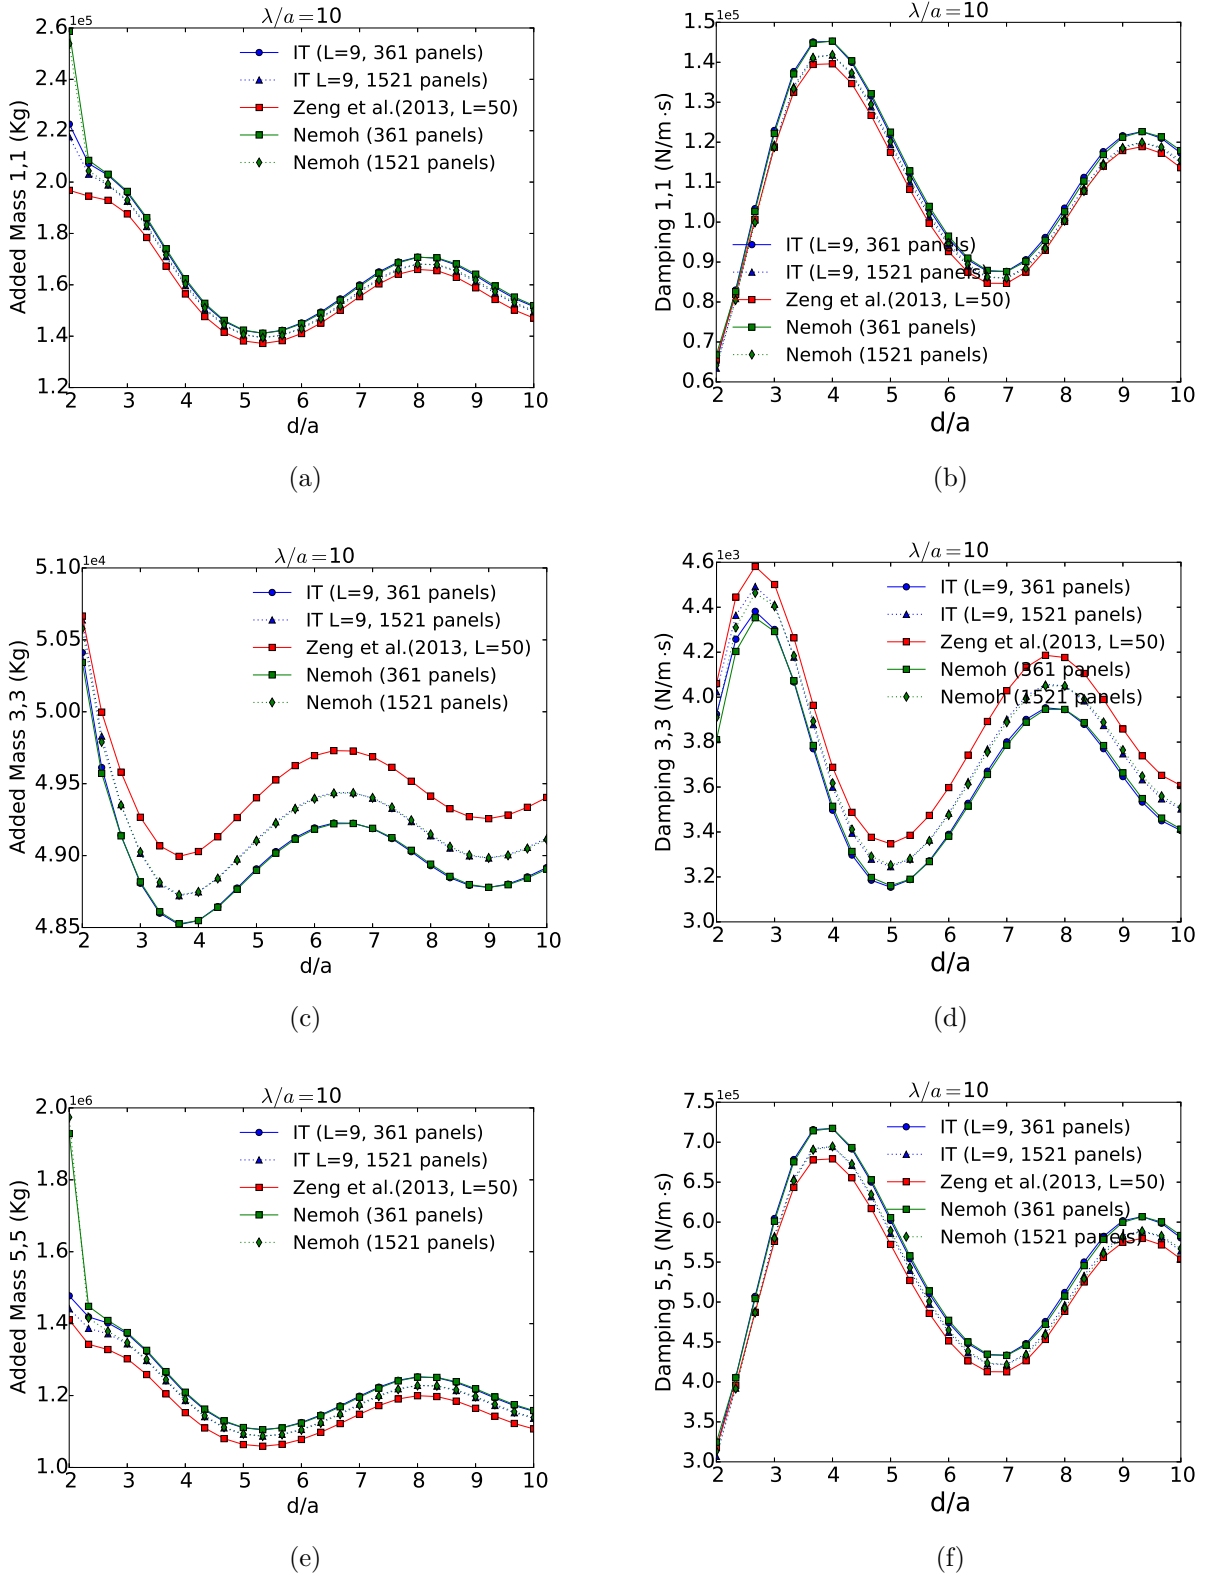 1e5
λ/a=10
2.6
2.4
2.2
2.0
1.8
1.6
1.4
1.2
Added Mass 1,1 (Kg)
IT (L=9, 361 panels)
IT L=9, 1521 panels)
Zeng et al.(2013, L=50)
Nemoh (361 panels)
Nemoh (1521 panels)
2 3 4 5 6 7 8 9 10
d/a
(a)
1e5
λ/a=10
1.5
1.4
1.3
1.2
1.1
1.0
0.9
0.8
0.7
0.6
Damping 1,1 (N/m·s)
IT (L=9, 361 panels)
IT (L=9, 1521 panels)
Zeng et al.(2013, L=50)
Nemoh (361 panels)
Nemoh (1521 panels)
2 3 4 5 6 7 8 9 10
d/a
(b)
1e4
λ/a=10
5.10
5.05
5.00
4.95
4.90
4.85
Added Mass 3,3 (Kg)
IT (L=9, 361 panels)
IT L=9, 1521 panels)
Zeng et al.(2013, L=50)
Nemoh (361 panels)
Nemoh (1521 panels)
2 3 4 5 6 7 8 9 10
d/a
(c)
1e3
λ/a=10
4.6
4.4
4.2
4.0
3.8
3.6
3.4
3.2
3.0
Damping 3,3 (N/m·s)
IT (L=9, 361 panels)
IT (L=9, 1521 panels)
Zeng et al.(2013, L=50)
Nemoh (361 panels)
Nemoh (1521 panels)
2 3 4 5 6 7 8 9 10
d/a
(d)
1e6
λ/a=10
2.0
1.8
1.6
1.4
1.2
1.0
Added Mass 5,5 (Kg)
IT (L=9, 361 panels)
IT L=9, 1521 panels)
Zeng et al.(2013, L=50)
Nemoh (361 panels)
Nemoh (1521 panels)
2 3 4 5 6 7 8 9 10
d/a
(e)
1e5
λ/a=10
7.5
7.0
6.5
6.0
5.5
5.0
4.5
4.0
3.5
3.0
Damping 5,5 (N/m·s)
IT (L=9, 361 panels)
IT (L=9, 1521 panels)
Zeng et al.(2013, L=50)
Nemoh (361 panels)
Nemoh (1521 panels)
2 3 4 5 6 7 8 9 10
d/a
(f)